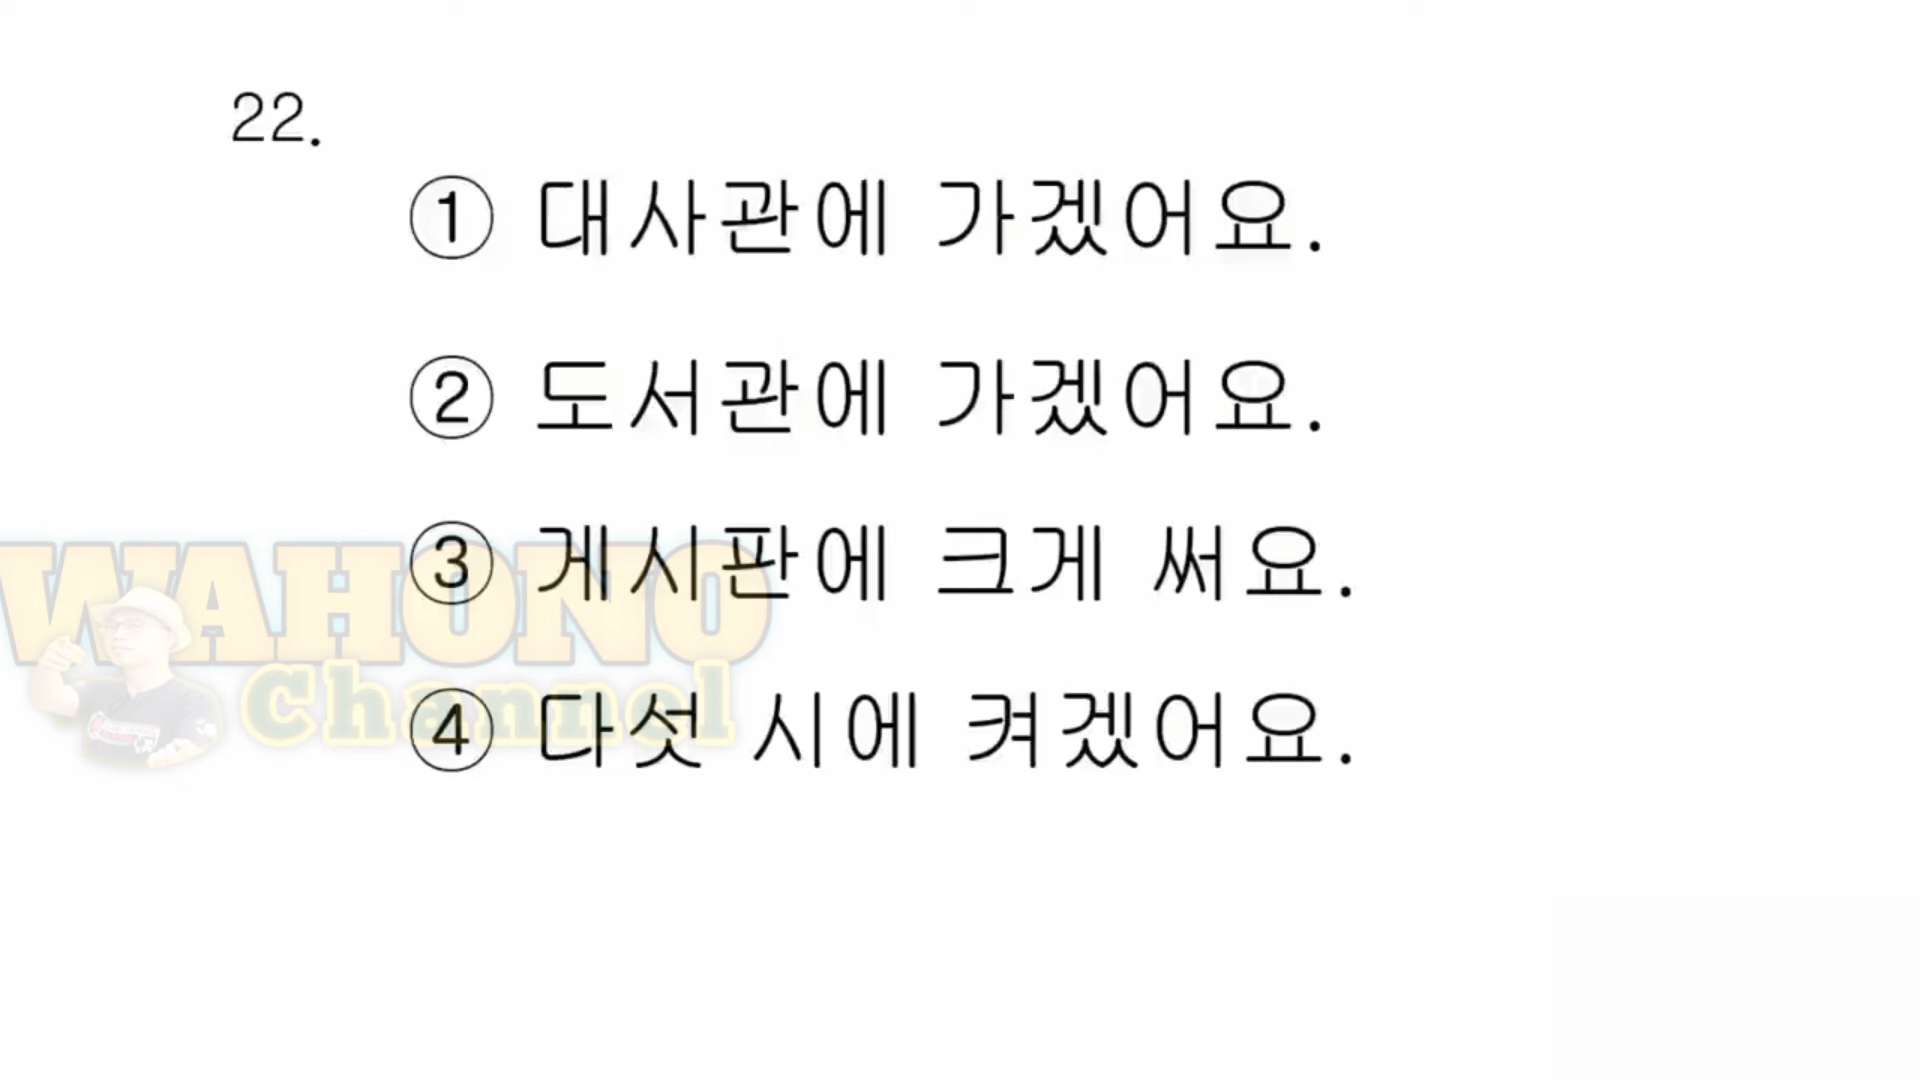 22.
① 대사관에 가겠어요.
② 도서관에 가겠어요.
③ 게시판에 크게 써요.
④ 다섯 시에 켜겠어요.
WAHONO
Channel